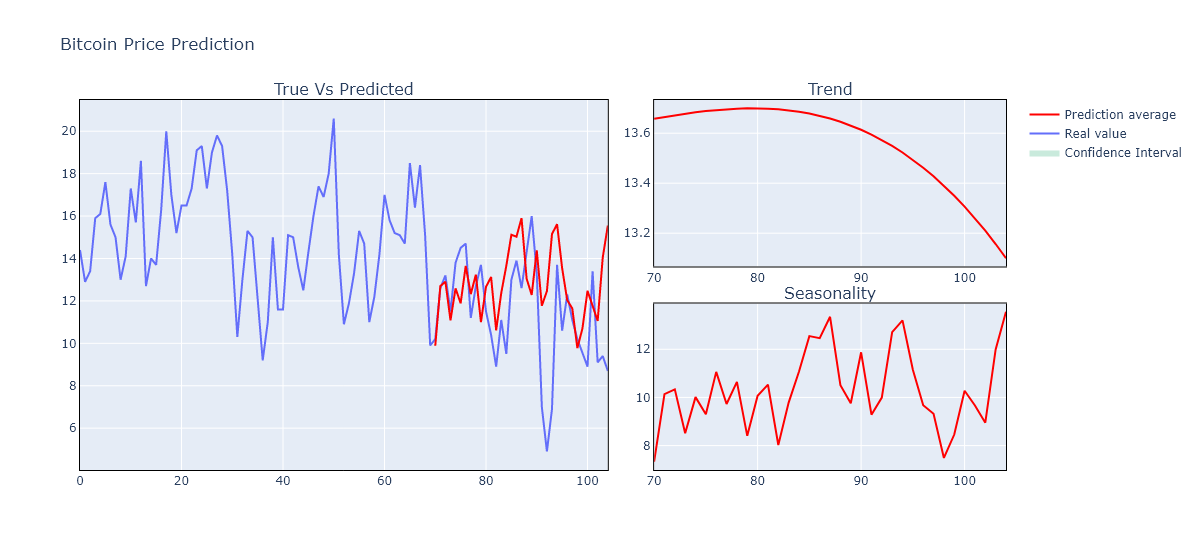 Bitcoin Price Prediction
True Vs Predicted
20
18
16
14
12
10
8
6
0 20 40 60 80 100
Trend
13.6
13.4
13.2
70 80 90 100
Seasonality
12
10
8
70 80 90 100
Prediction average
Real value
Confidence Interval